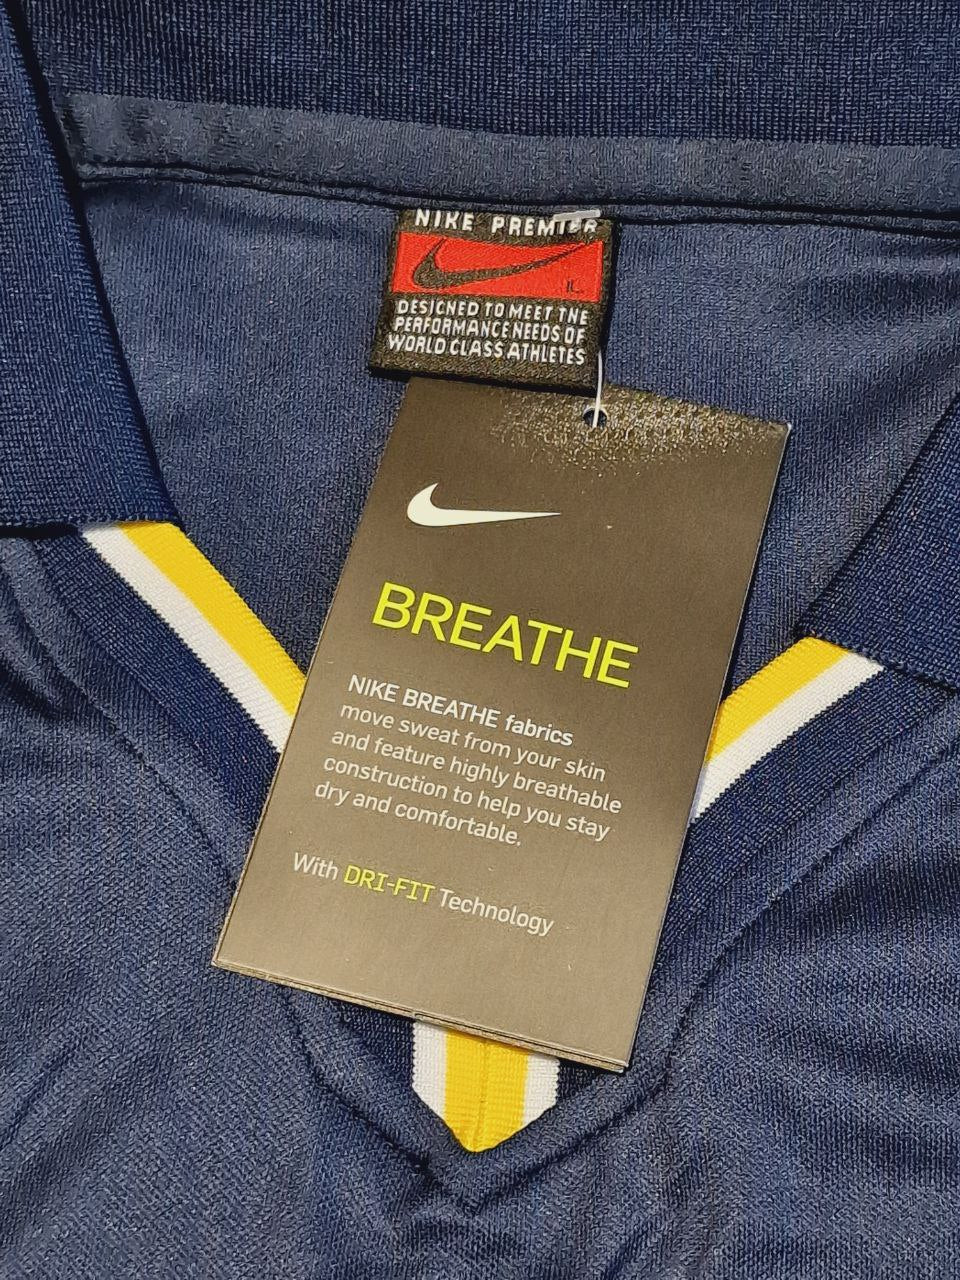 NIKE PREMIER
DESIGNED TO MEET THE
PERFORMANCE NEEDS OF
WORLD CLASS ATHLETES
BREATHE
NIKE BREATHE fabrics
move sweat from your skin
and feature highly breathable
construction to help you stay
dry and comfortable.
With DRI-FIT Technology